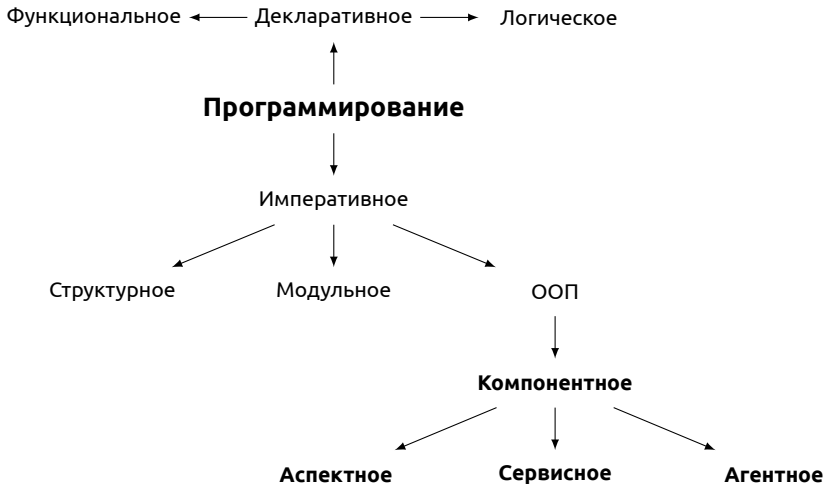 Функциональное Декларативное Логическое
Программирование
Императивное
Структурное Модульное ООП
Компонентное
Аспектное Сервисное Агентное